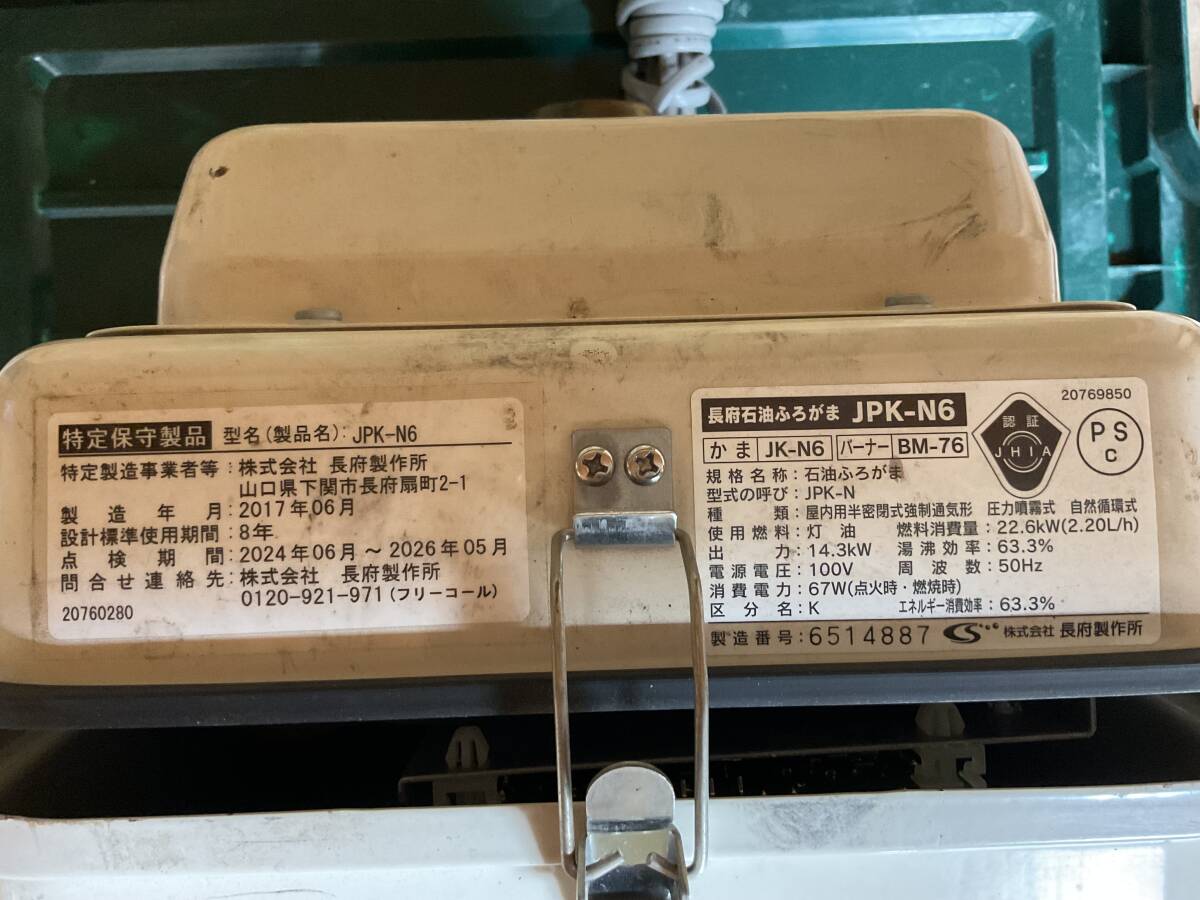 特定保守製品 型名(製品名): JPK-N6
特定製造事業者等:株式会社 長府製作所
山口県下関市長府扇町2-1
製造年月:2017年06月
設計標準使用期間:8年
点検期間:2024年06月 ~ 2026年05月
問合せ連絡先:株式会社 長府製作所
0120-921-971(フリーコール)
20760280
20769850
長府石油ふろがま JPK-N6
かま JK-N6 バーナー BM-76
認証
JHIA
PS
C
規格名称:石油ふろがま
型式の呼び:JPK-N
種類:屋内用半密閉式強制通気形 圧力噴霧式 自然循環式
使用燃料:灯油 燃料消費量:22.6kW(2.20L/h)
出力:14.3kW 湯沸効率:63.3%
電源電圧:100V 周波数:50Hz
消費電力:67W(点火時・燃焼時)
区分名:K エネルギー消費効率:63.3%
製造番号:6514887 株式会社 長府製作所
K